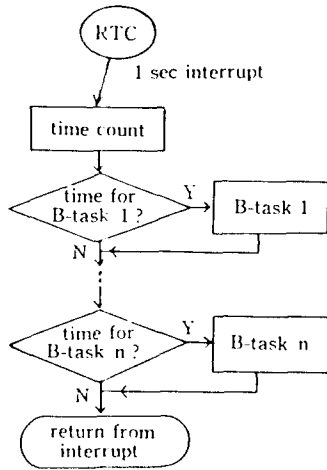 RTC
1 sec interrupt
time count
time for
B-task 1 ?
Y
B-task 1
N
time for
B-task n ?
Y
B-task n
N
return from
interrupt